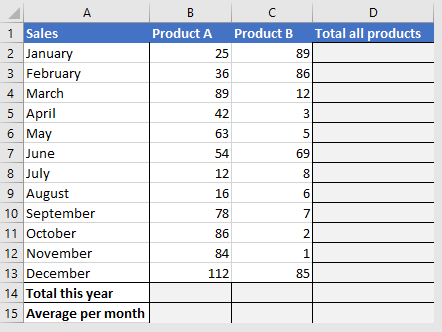 A B C D
1 Sales Product A Product B Total all products
2 January 25 89
3 February 36 86
4 March 89 12
5 April 42 3
6 May 63 5
7 June 54 69
8 July 12 8
9 August 16 6
10 September 78 7
11 October 86 2
12 November 84 1
13 December 112 85
14 Total this year
15 Average per month